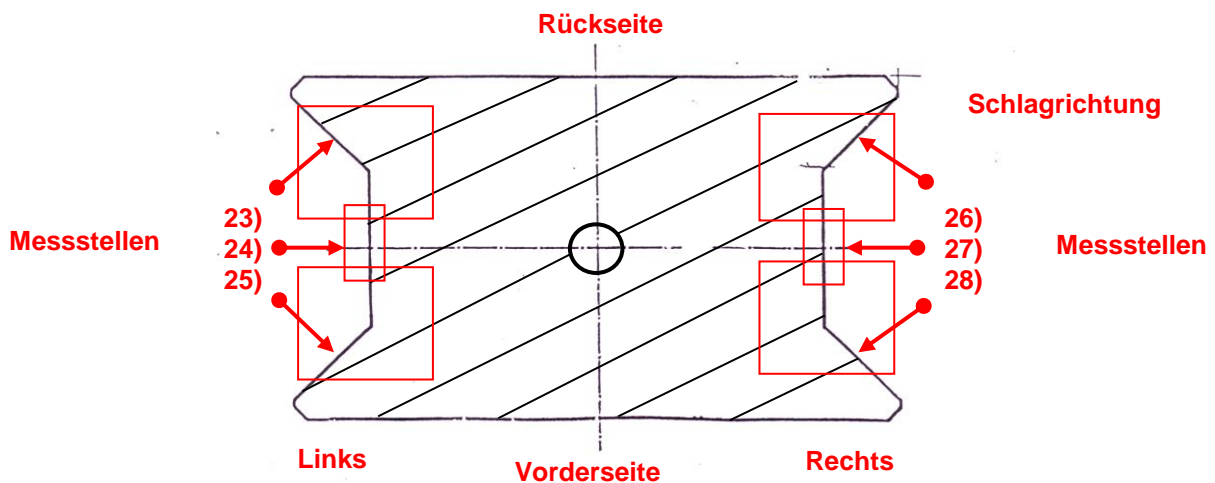 Rückseite
Schlagrichtung
23)
26)
Messstellen
24)
27)
Messstellen
25)
28)
Links
Vorderseite
Rechts